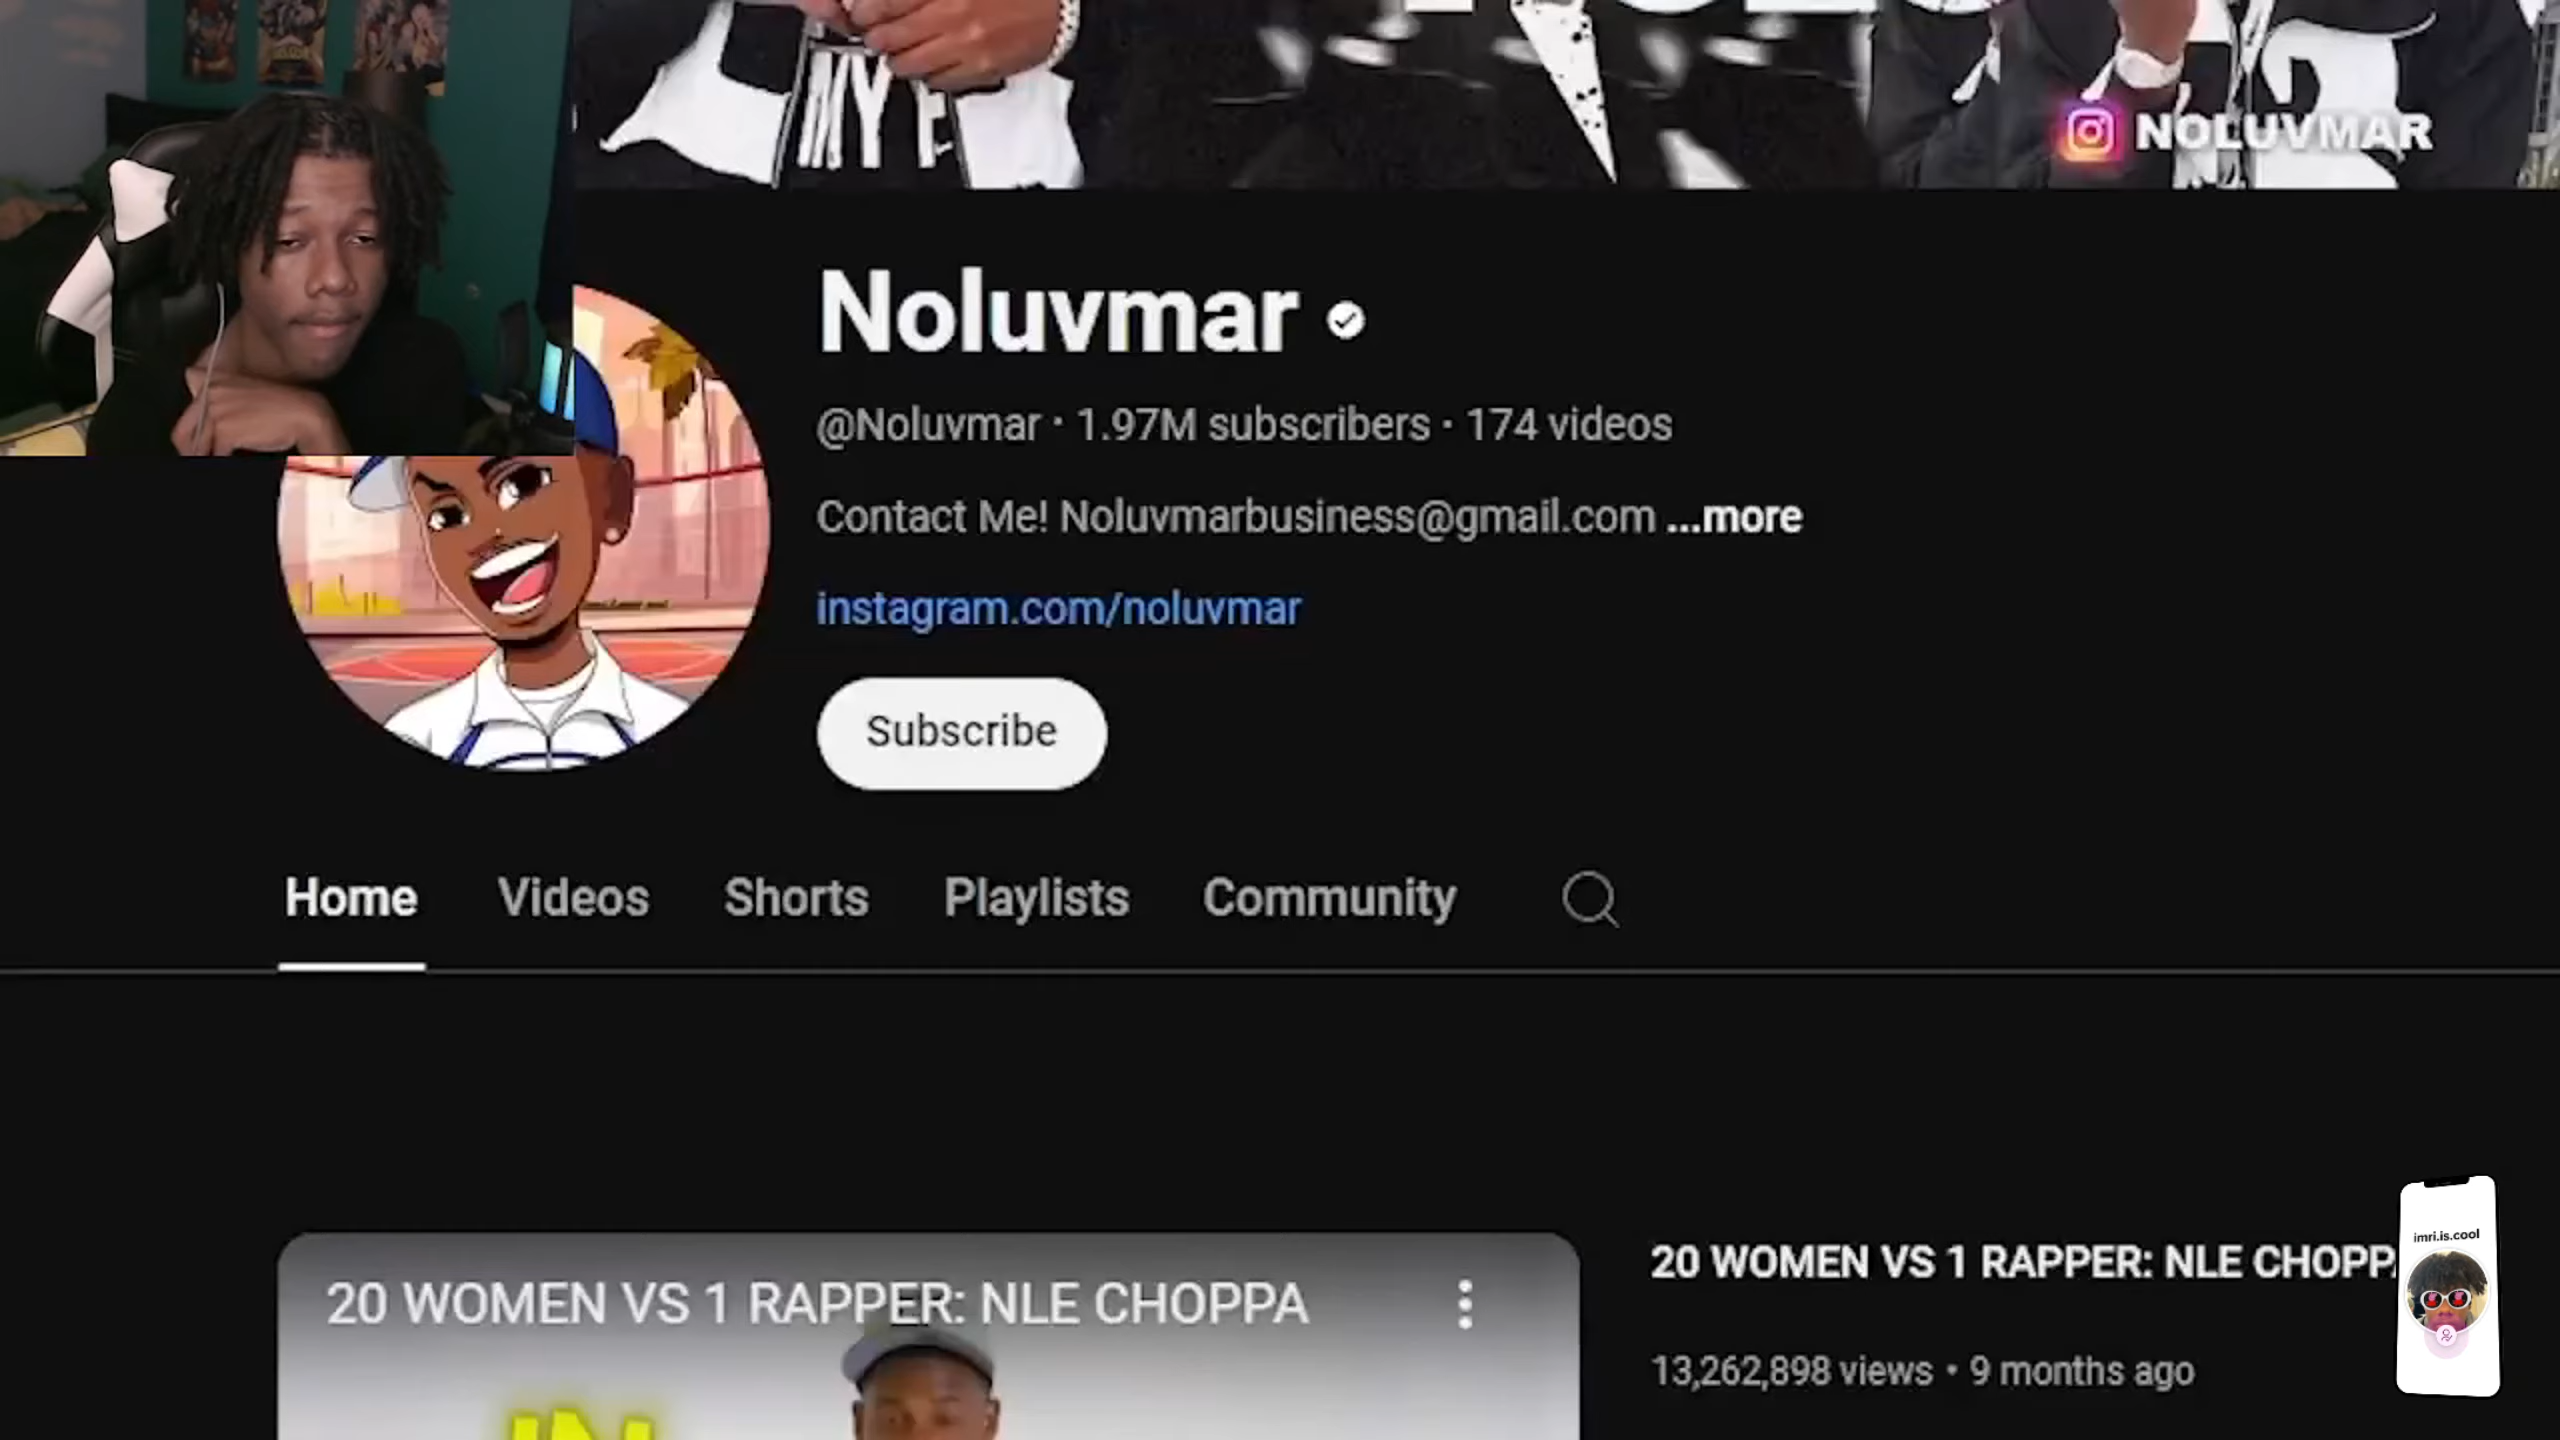 MY
NOLUVMAR
Noluvmar
@Noluvmar · 1.97M subscribers · 174 videos
Contact Me! Noluvmarbusiness@gmail.com ...more
instagram.com/noluvmar
Subscribe
Home Videos Shorts Playlists Community
20 WOMEN VS 1 RAPPER: NLE CHOPPA
20 WOMEN VS 1 RAPPER: NLE CHOPPA
13,262,898 views · 9 months ago
imri.is.cool